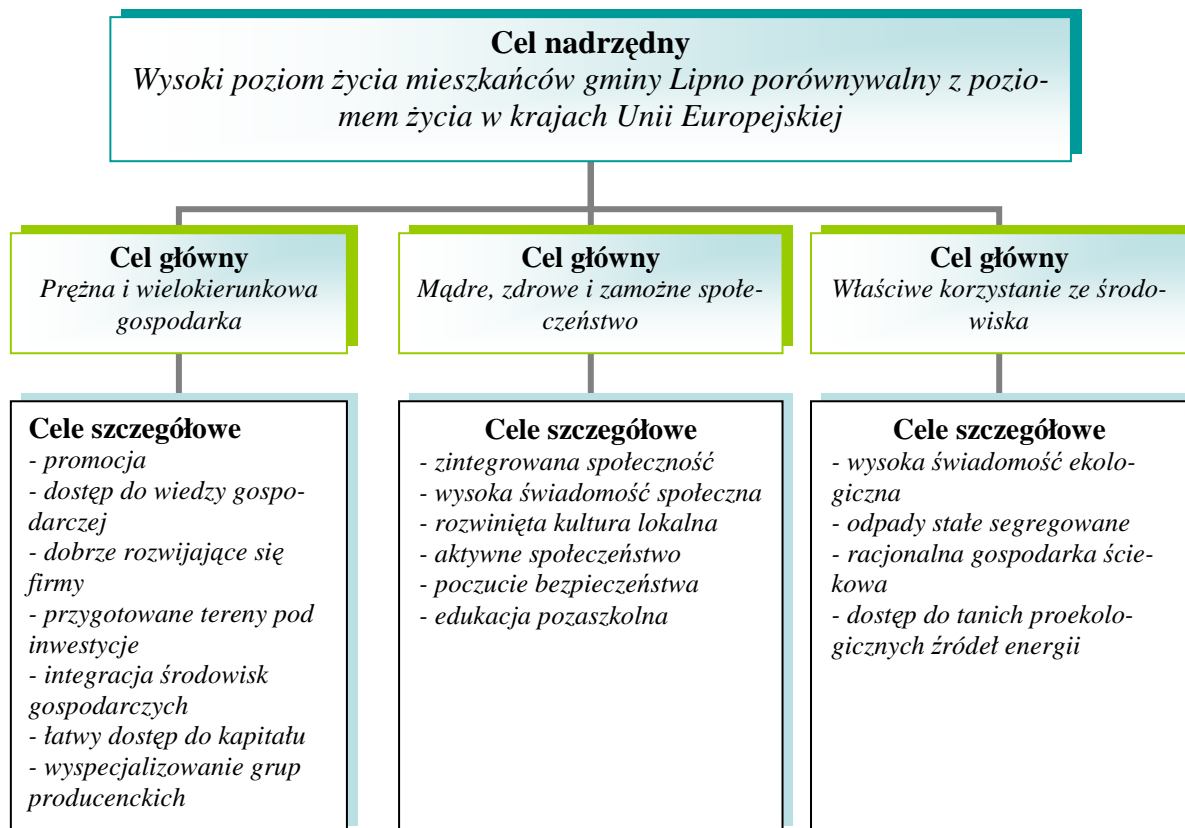 Cel nadrzędny
Wysoki poziom życia mieszkańców gminy Lipno porównywalny z pozio-
mem życia w krajach Unii Europejskiej
Cel główny
Prężna i wielokierunkowa
gospodarka
Cel główny
Mądre, zdrowe i zamożne społe-
czeństwo
Cel główny
Właściwe korzystanie ze środo-
wiska
Cele szczegółowe
- promocja
- dostęp do wiedzy gospo-
darczej
- dobrze rozwijające się
firmy
- przygotowane tereny pod
inwestycje
- integracja środowisk
gospodarczych
- łatwy dostęp do kapitału
- wyspecjalizowanie grup
producenckich
Cele szczegółowe
- zintegrowana społeczność
- wysoka świadomość społeczna
- rozwinięta kultura lokalna
- aktywne społeczeństwo
- poczucie bezpieczeństwa
- edukacja pozaszkolna
Cele szczegółowe
- wysoka świadomość ekolo-
giczna
- odpady stałe segregowane
- racjonalna gospodarka ście-
kowa
- dostęp do tanich proekolo-
gicznych źródeł energii